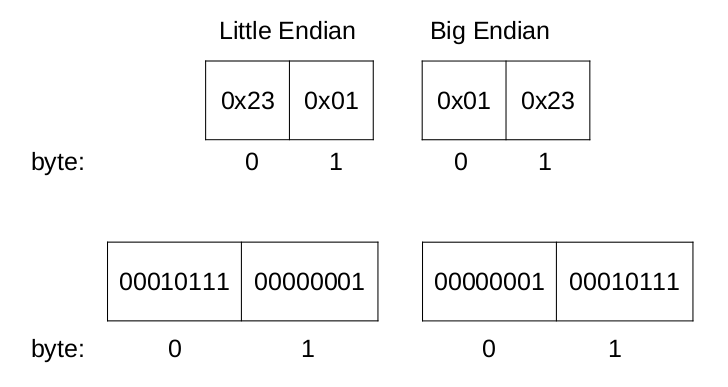 Little Endian Big Endian
0x23 0x01 0x01 0x23
byte: 0 1 0 1
00010111 00000001 00000001 00010111
byte: 0 1 0 1